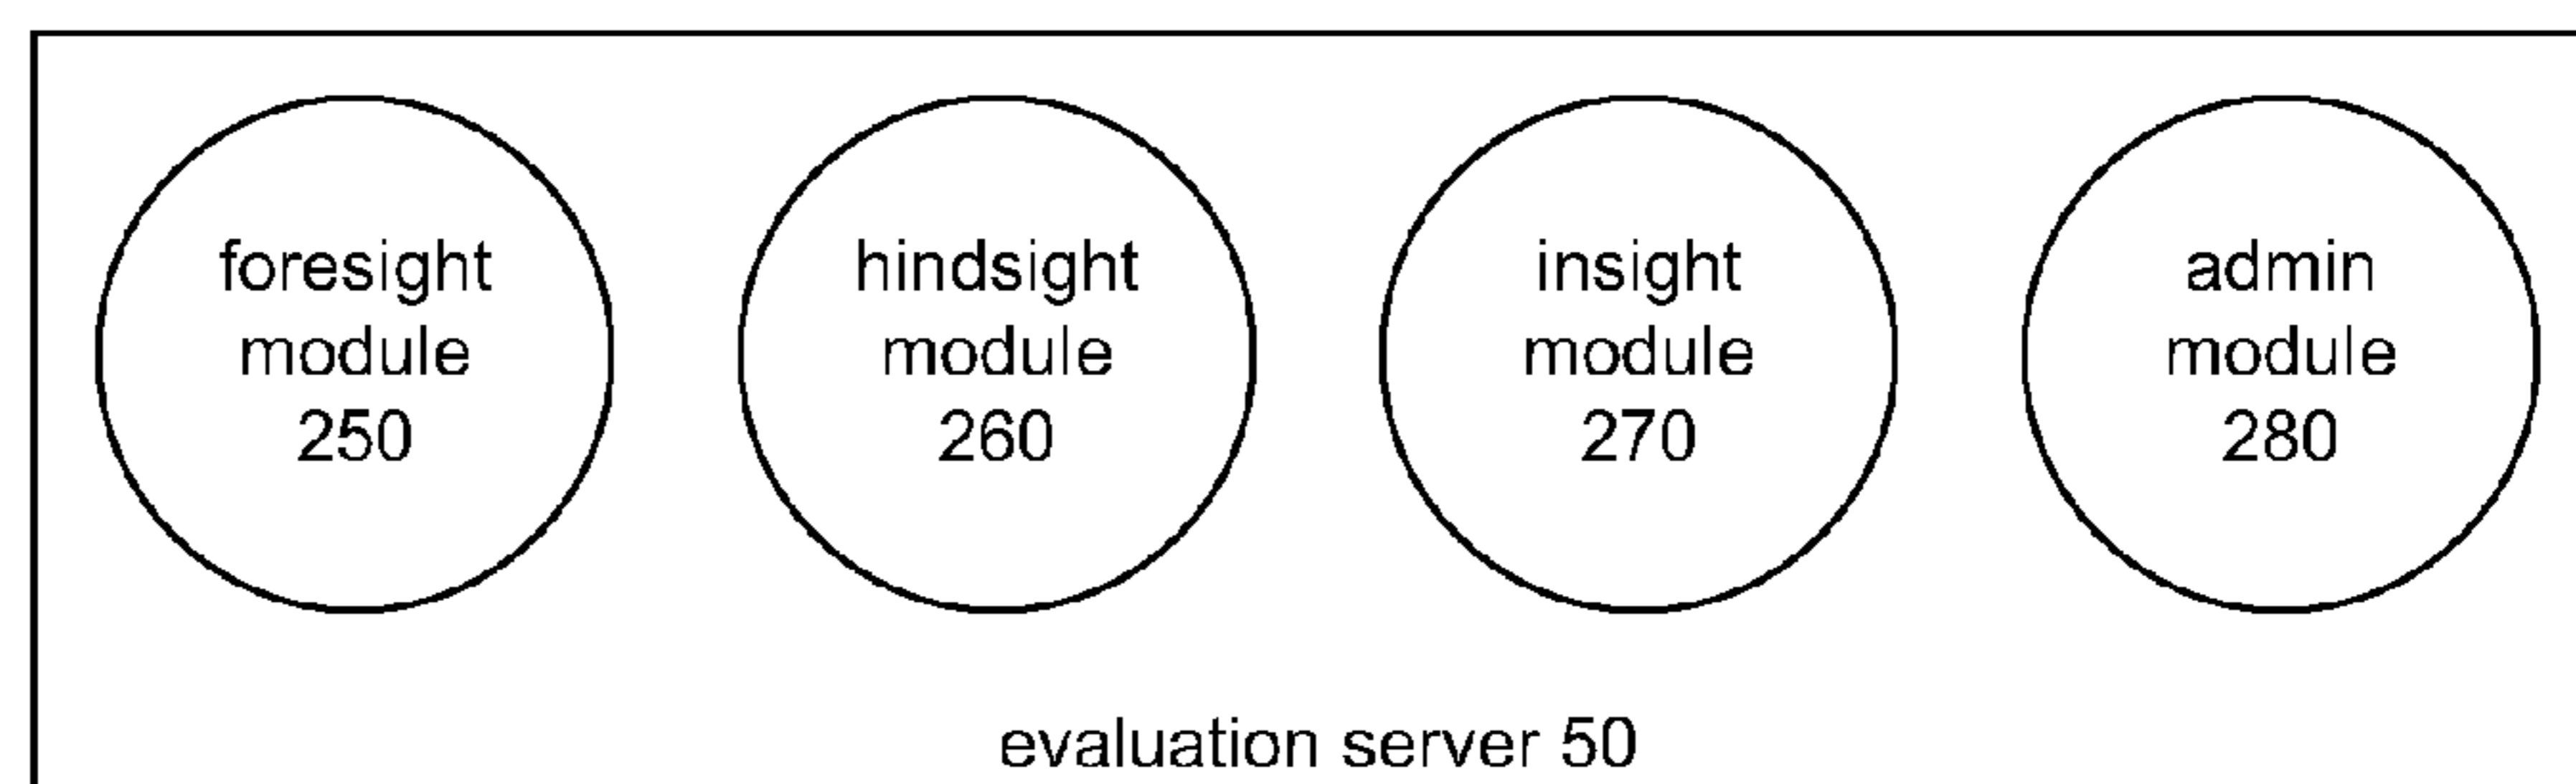 foresight
module
250
hindsight
module
260
insight
module
270
admin
module
280
evaluation server 50